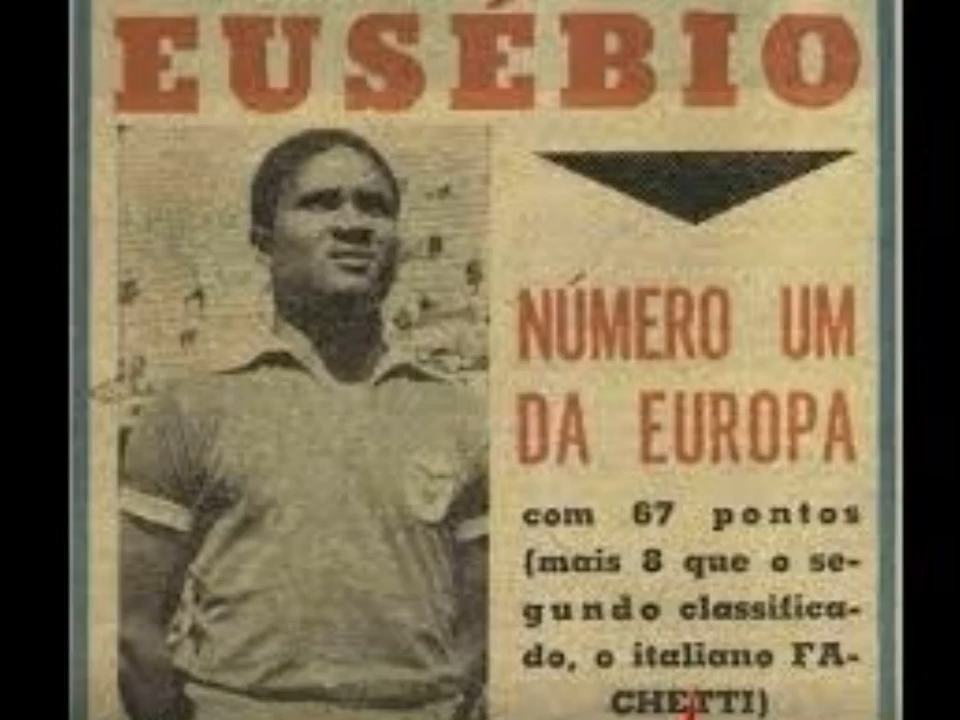 EUSÉBIO
NÚMERO UM
DA EUROPA
com 67 pontos
(mais 8 que o se-
gundo classifica-
do, o italiano FA-
CHETTI)